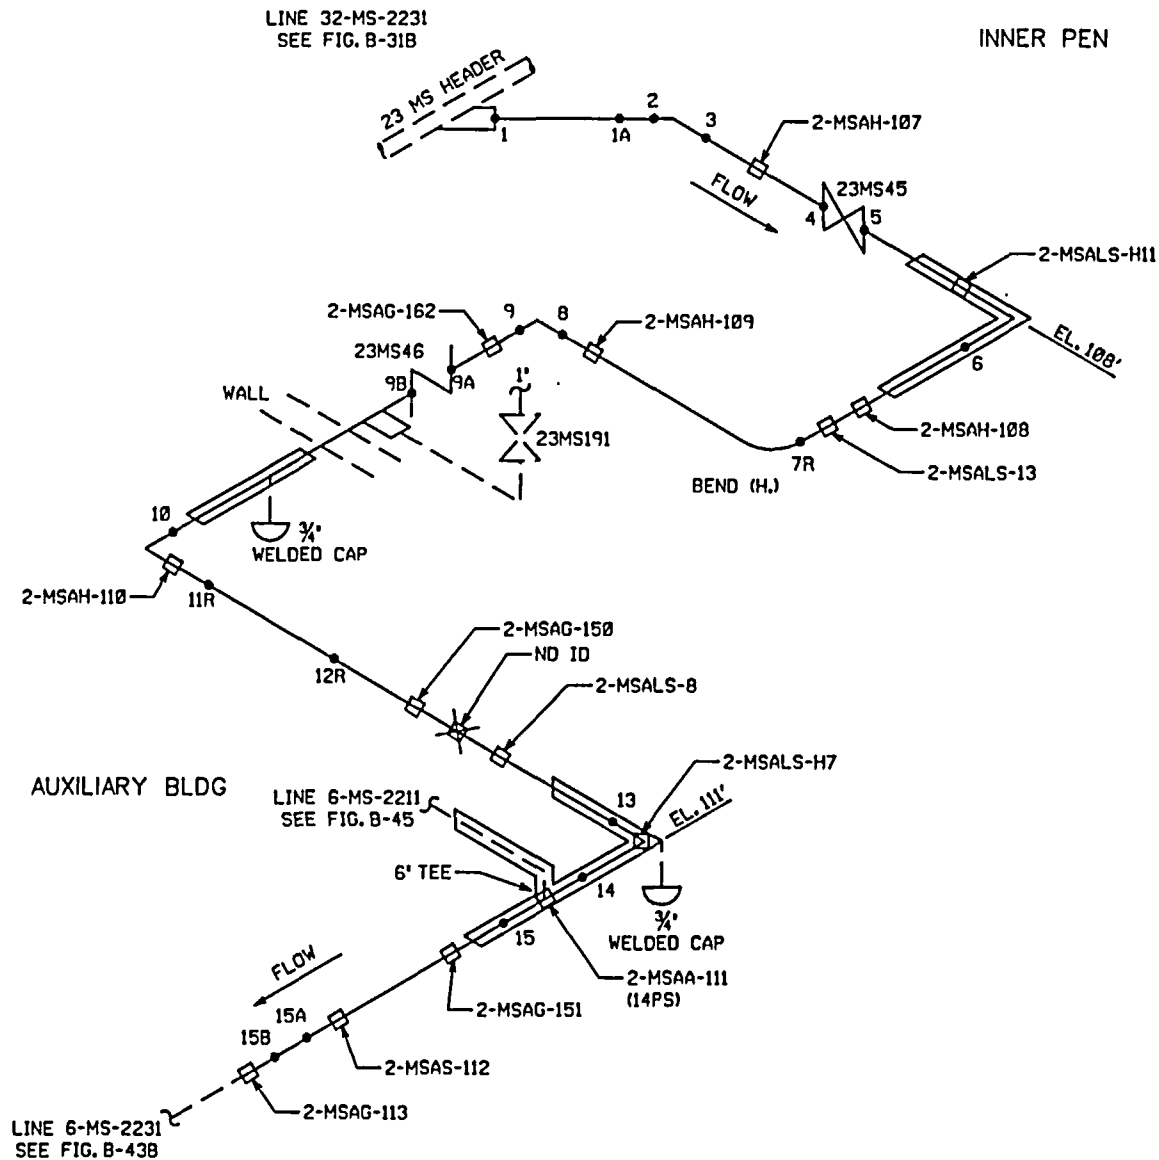 LINE 32-MS-2231
SEE FIG. B-31B
INNER PEN
23 MS HEADER
1
1A
2
3
2-MSAH-107
FLOW
23MS45
4
5
2-MSALS-H11
EL. 108'
6
2-MSAH-108
2-MSALS-13
7R
BEND (H.)
2-MSAH-109
8
9
2-MSAG-162
23MS46
9A
9B
1"
23MS191
WALL
3/4"
WELDED CAP
10
2-MSAH-110
11R
12R
2-MSAG-150
NO ID
2-MSALS-8
AUXILIARY BLDG
LINE 6-MS-2211
SEE FIG. B-45
13
2-MSALS-H7
EL. 111'
6" TEE
14
3/4"
WELDED CAP
15
2-MSAA-111
(14PS)
FLOW
2-MSAG-151
15A
15B
2-MSAS-112
2-MSAG-113
LINE 6-MS-2231
SEE FIG. B-43B